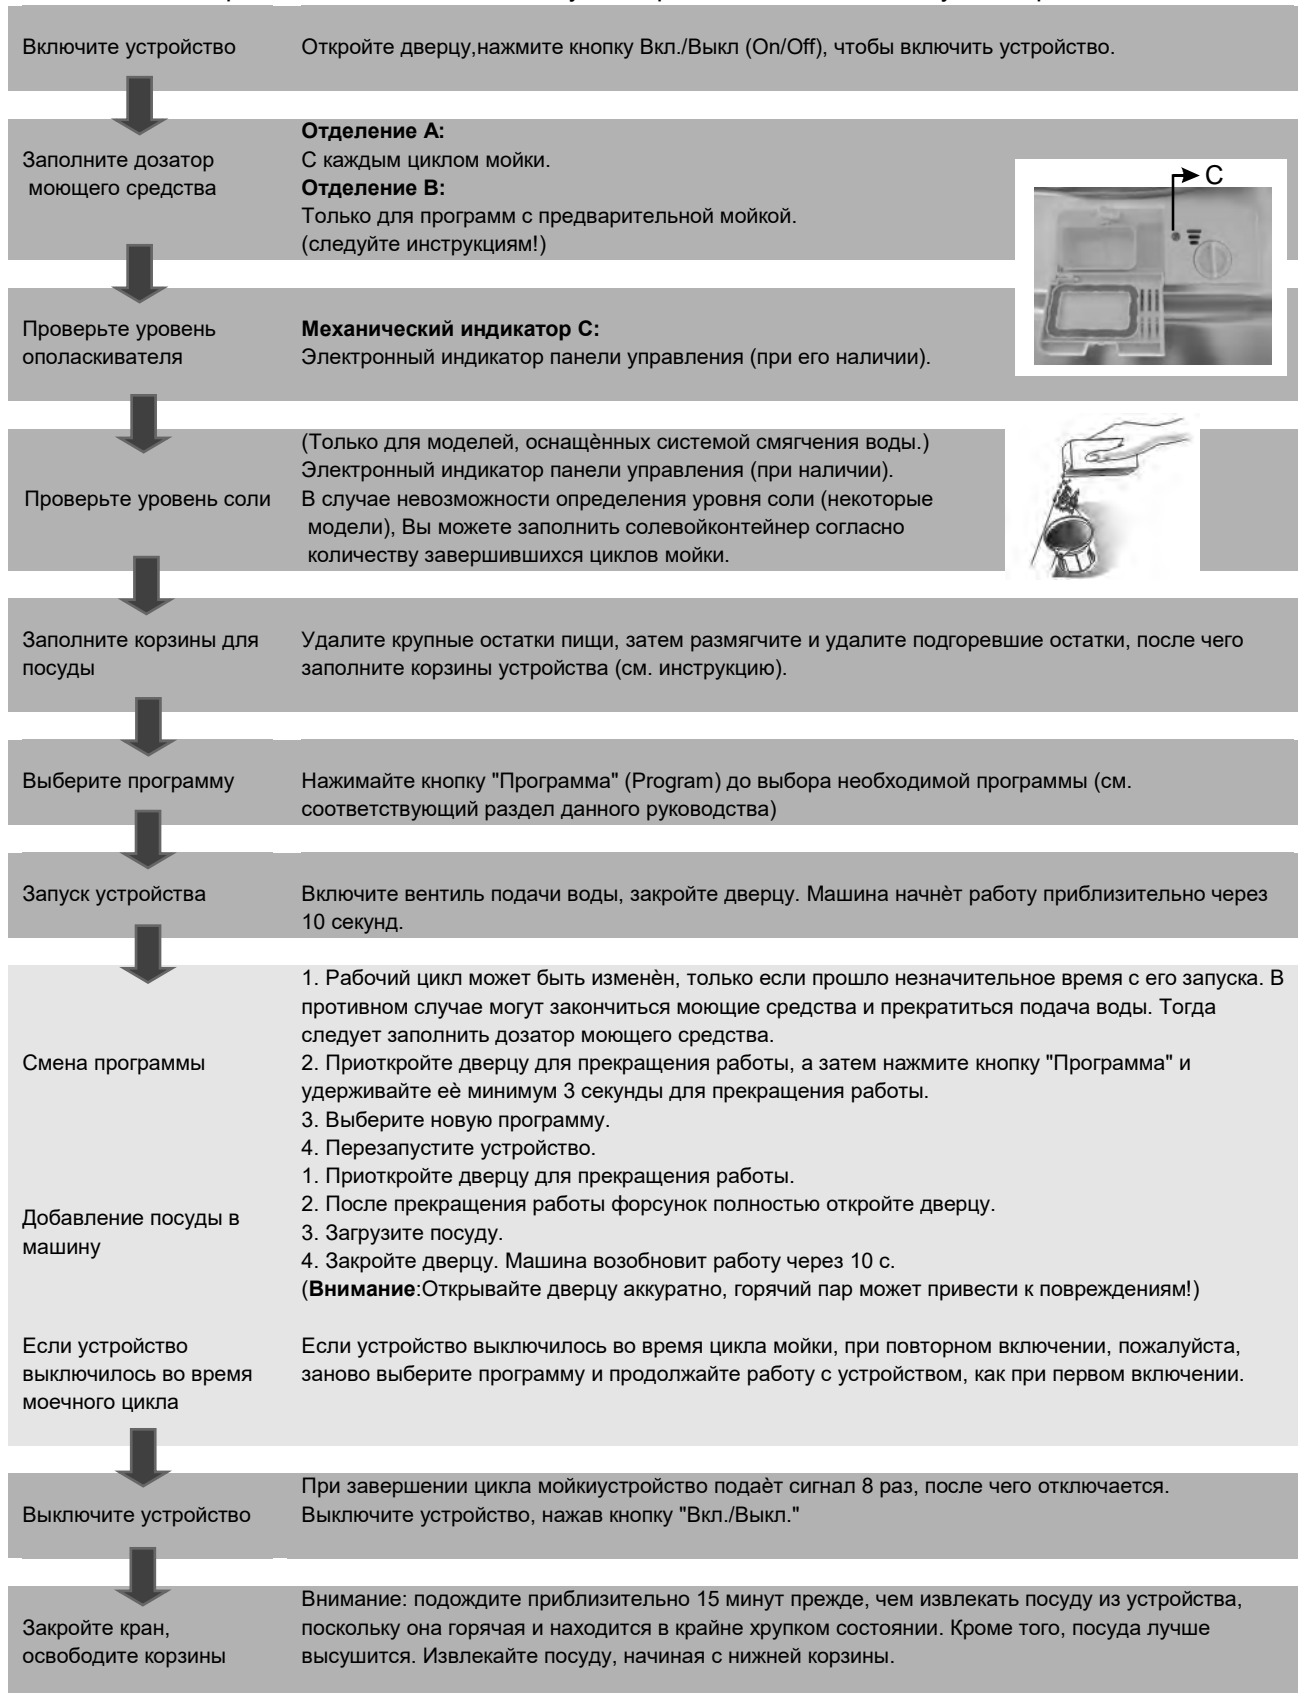 Включите устройство
Откройте дверцу,нажмите кнопку Вкл./Выкл (On/Off), чтобы включить устройство.
Заполните дозатор
моющего средства
Отделение A:
С каждым циклом мойки.
Отделение B:
Только для программ с предварительной мойкой.
(следуйте инструкциям!)
C
Проверьте уровень
ополаскивателя
Механический индикатор C:
Электронный индикатор панели управления (при его наличии).
Проверьте уровень соли
(Только для моделей, оснащѐнных системой смягчения воды.)
Электронный индикатор панели управления (при наличии).
В случае невозможности определения уровня соли (некоторые
модели), Вы можете заполнить солевойконтейнер согласно
количеству завершившихся циклов мойки.
Заполните корзины для
посуды
Удалите крупные остатки пищи, затем размягчите и удалите подгоревшие остатки, после чего
заполните корзины устройства (см. инструкцию).
Выберите программу
Нажимайте кнопку "Программа" (Program) до выбора необходимой программы (см.
соответствующий раздел данного руководства)
Запуск устройства
Включите вентиль подачи воды, закройте дверцу. Машина начнѐт работу приблизительно через
10 секунд.
Смена программы
1. Рабочий цикл может быть изменѐн, только если прошло незначительное время с его запуска. В
противном случае могут закончиться моющие средства и прекратиться подача воды. Тогда
следует заполнить дозатор моющего средства.
2. Приоткройте дверцу для прекращения работы, а затем нажмите кнопку "Программа" и
удерживайте еѐ минимум 3 секунды для прекращения работы.
3. Выберите новую программу.
4. Перезапустите устройство.
Добавление посуды в
машину
1. Приоткройте дверцу для прекращения работы.
2. После прекращения работы форсунок полностью откройте дверцу.
3. Загрузите посуду.
4. Закройте дверцу. Машина возобновит работу через 10 с.
(Внимание:Открывайте дверцу аккуратно, горячий пар может привести к повреждениям!)
Если устройство
выключилось во время
моечного цикла
Если устройство выключилось во время цикла мойки, при повторном включении, пожалуйста,
заново выберите программу и продолжайте работу с устройством, как при первом включении.
Выключите устройство
При завершении цикла мойкиустройство подаѐт сигнал 8 раз, после чего отключается.
Выключите устройство, нажав кнопку "Вкл./Выкл."
Закройте кран,
освободите корзины
Внимание: подождите приблизительно 15 минут прежде, чем извлекать посуду из устройства,
поскольку она горячая и находится в крайне хрупком состоянии. Кроме того, посуда лучше
высушится. Извлекайте посуду, начиная с нижней корзины.